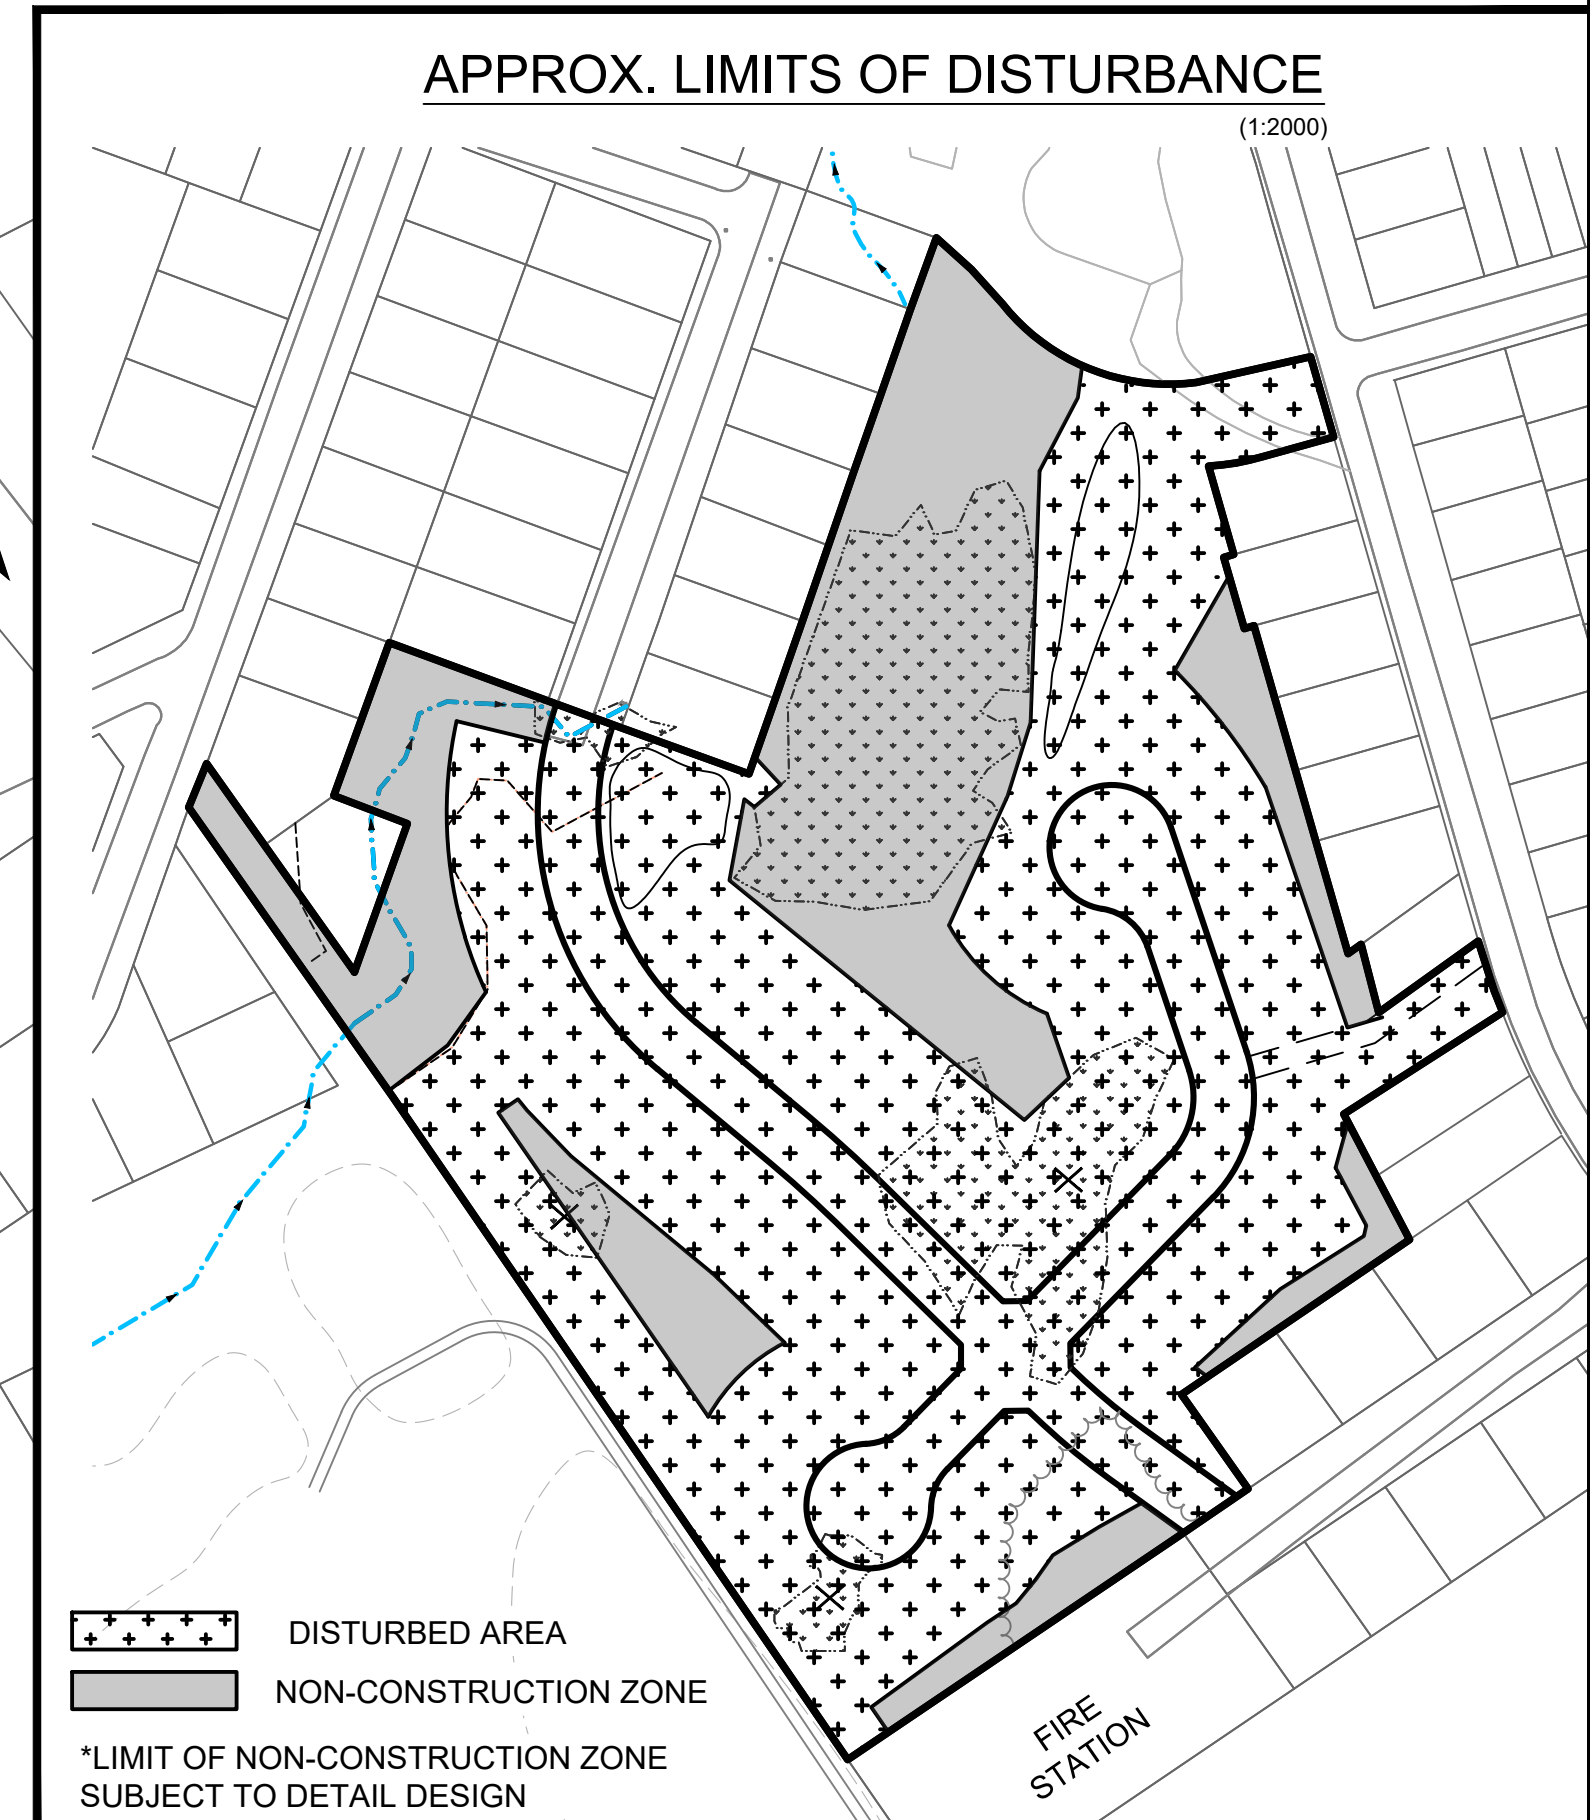 APPROX. LIMITS OF DISTURBANCE
(1:2000)
DISTURBED AREA
NON-CONSTRUCTION ZONE
*LIMIT OF NON-CONSTRUCTION ZONE
SUBJECT TO DETAIL DESIGN
FIRE
STATION